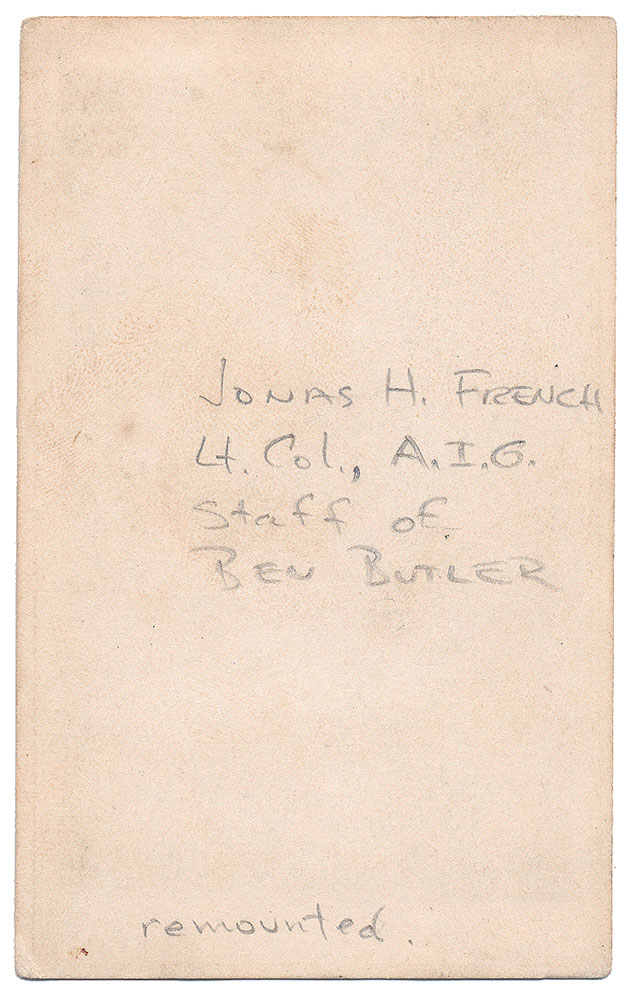 Jonas H. French
Lt. Col., A.I.G.
Staff of
Ben Butler
remounted.